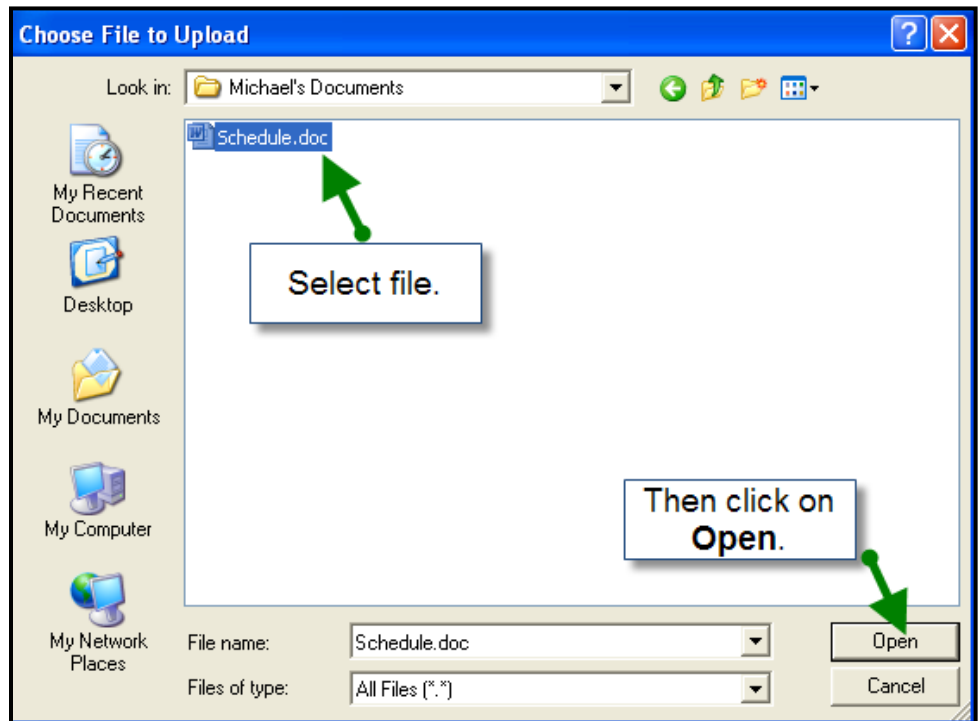 Choose File to Upload
Look in: Michael's Documents
Schedule.doc
My Recent
Documents
Select file.
Desktop
My Documents
My Computer
Then click on
Open.
My Network
Places
File name: Schedule.doc Open
Files of type: All Files (*.*) Cancel